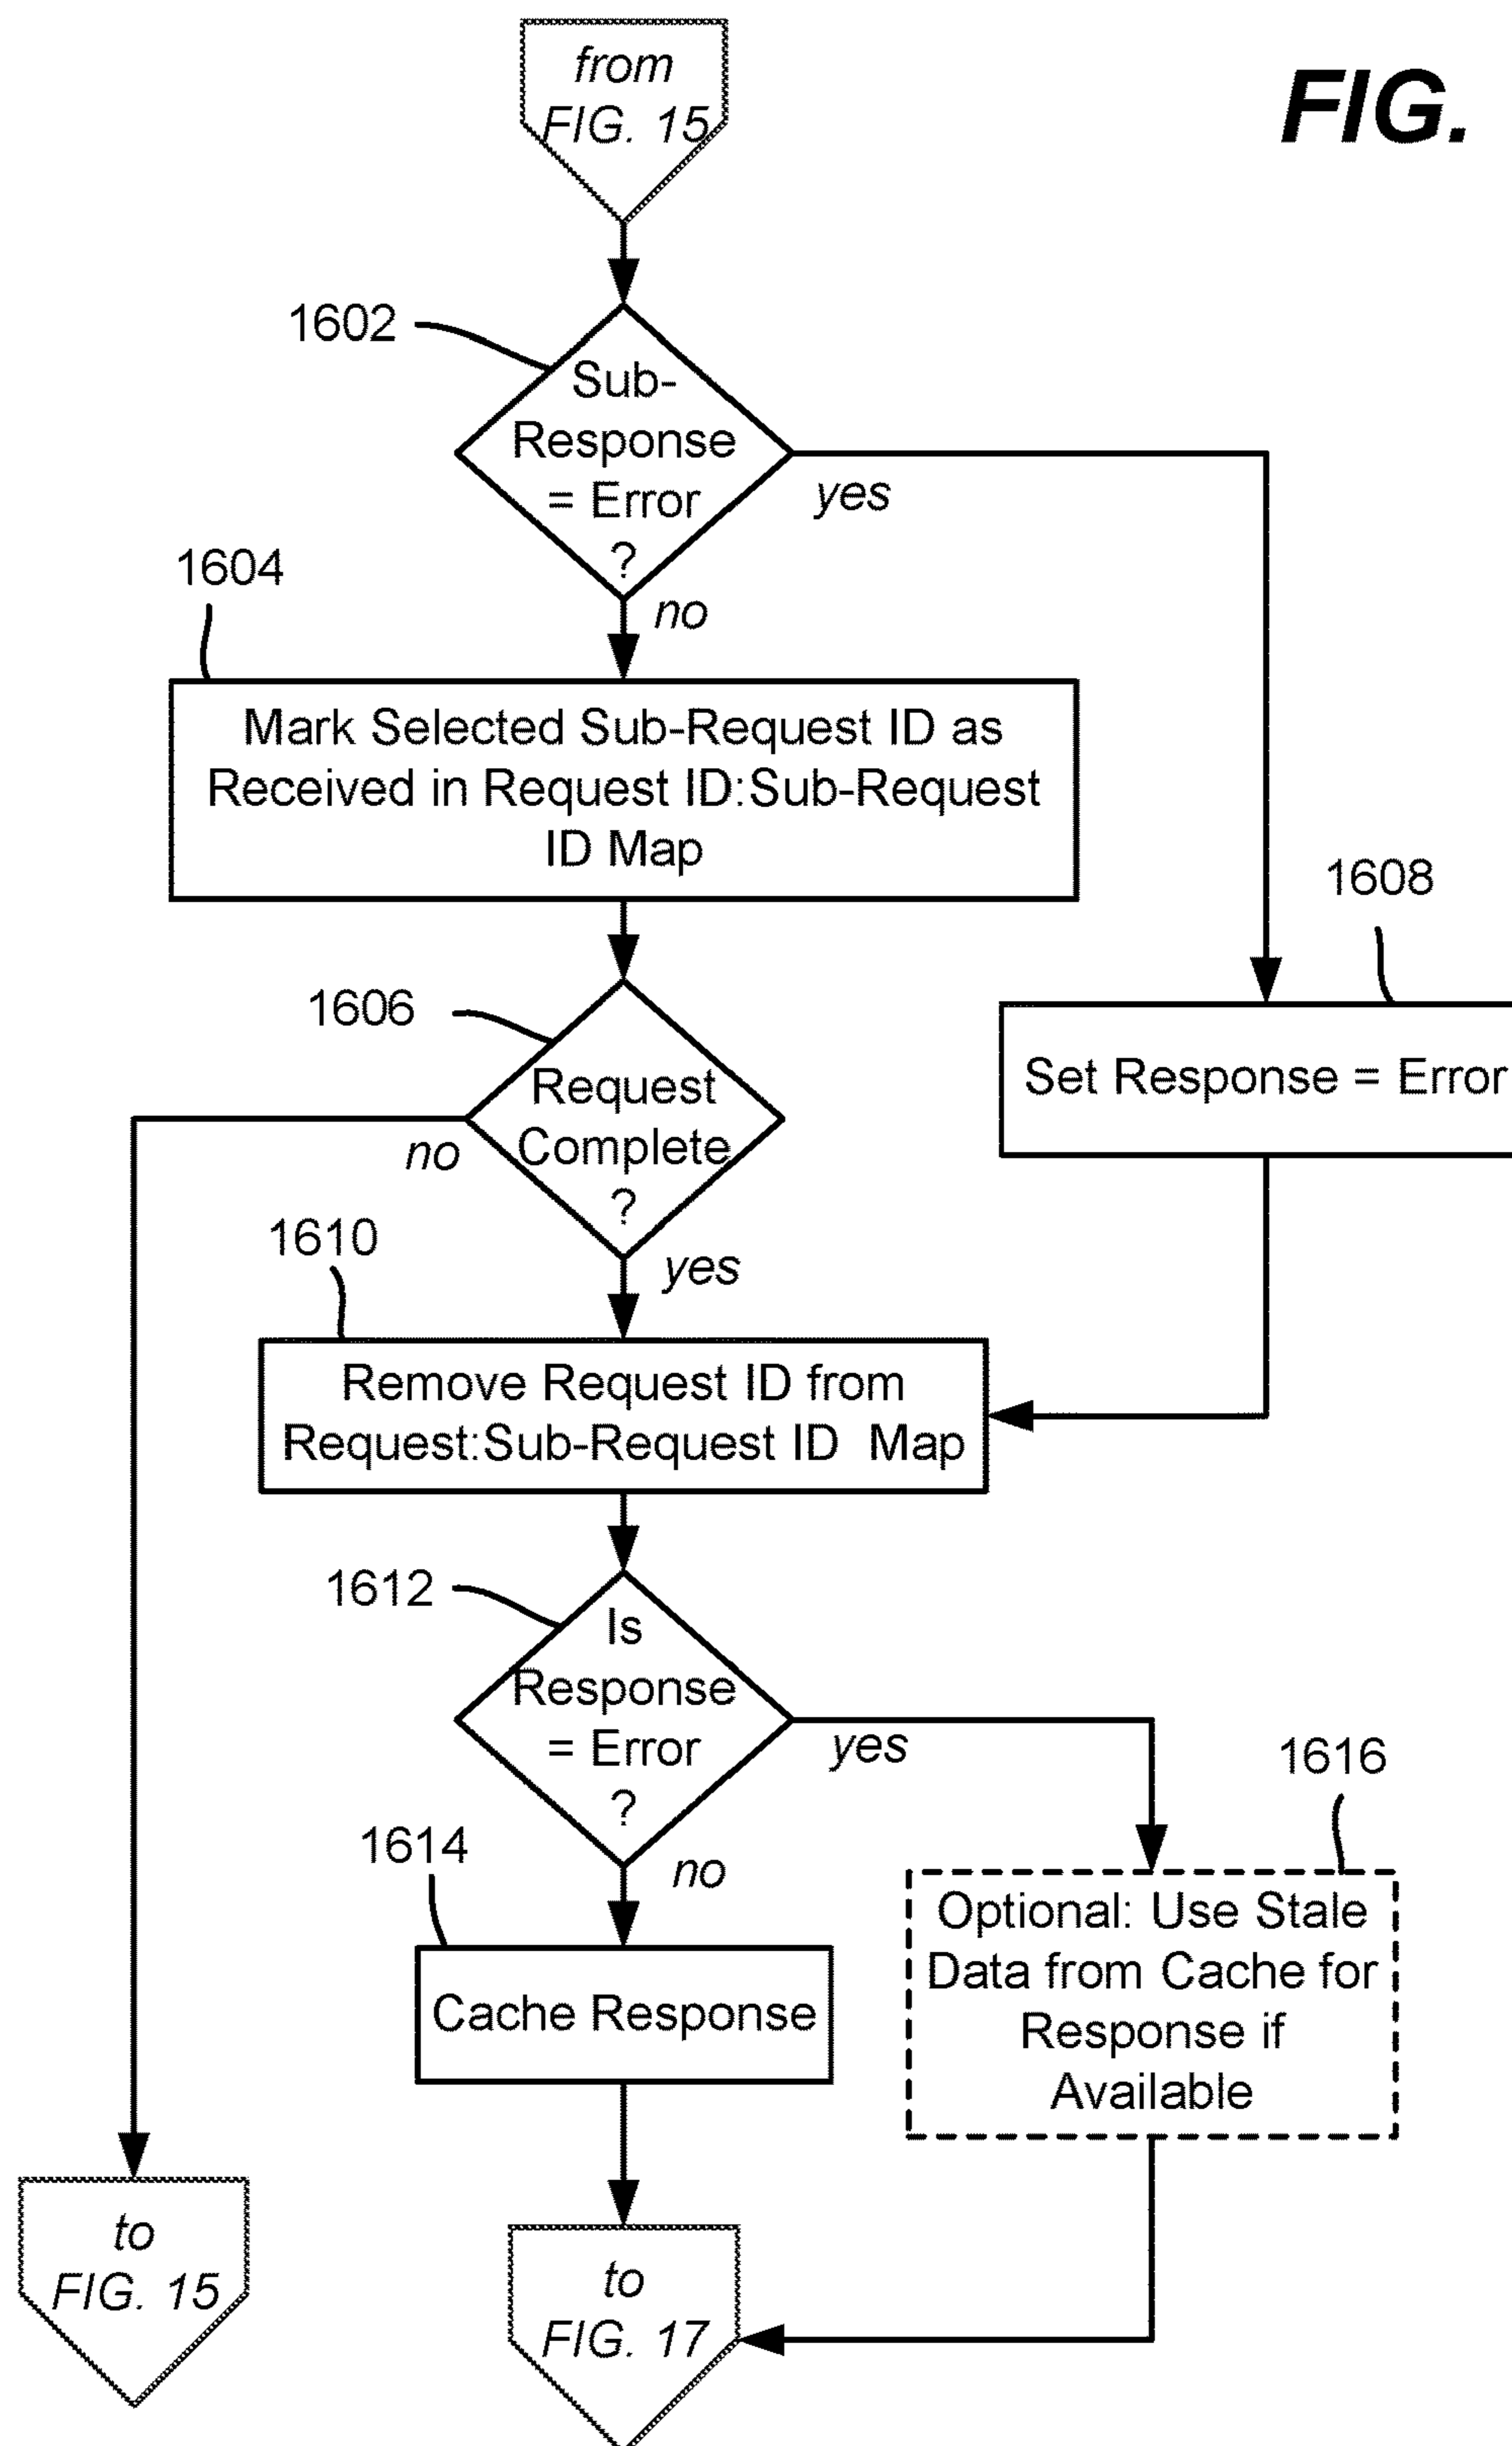 from
FIG. 15
FIG.
1602
Sub-
Response
= Error
?
yes
no
1604
Mark Selected Sub-Request ID as
Received in Request ID:Sub-Request
ID Map
1608
Set Response = Error
1606
Request
Complete
?
no
yes
1610
Remove Request ID from
Request:Sub-Request ID Map
1612
Is
Response
= Error
?
yes
no
1616
Optional: Use Stale
Data from Cache for
Response if
Available
1614
Cache Response
to
FIG. 15
to
FIG. 17